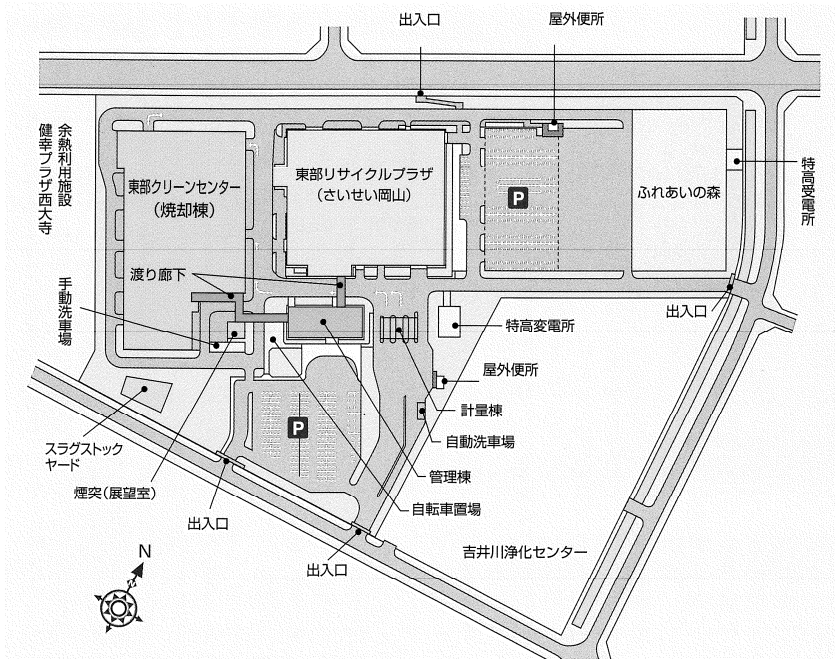 出入口
屋外便所
余熱利用施設
健幸プラザ西大寺
東部クリーンセンター
(焼却棟)
東部リサイクルプラザ
(さいせい岡山)
P
ふれあいの森
特高受電所
渡り廊下
手動洗車場
出入口
特高変電所
屋外便所
計量棟
自動洗車場
P
スラグストック
ヤード
煙突(展望室)
管理棟
自転車置場
出入口
出入口
吉井川浄化センター
N